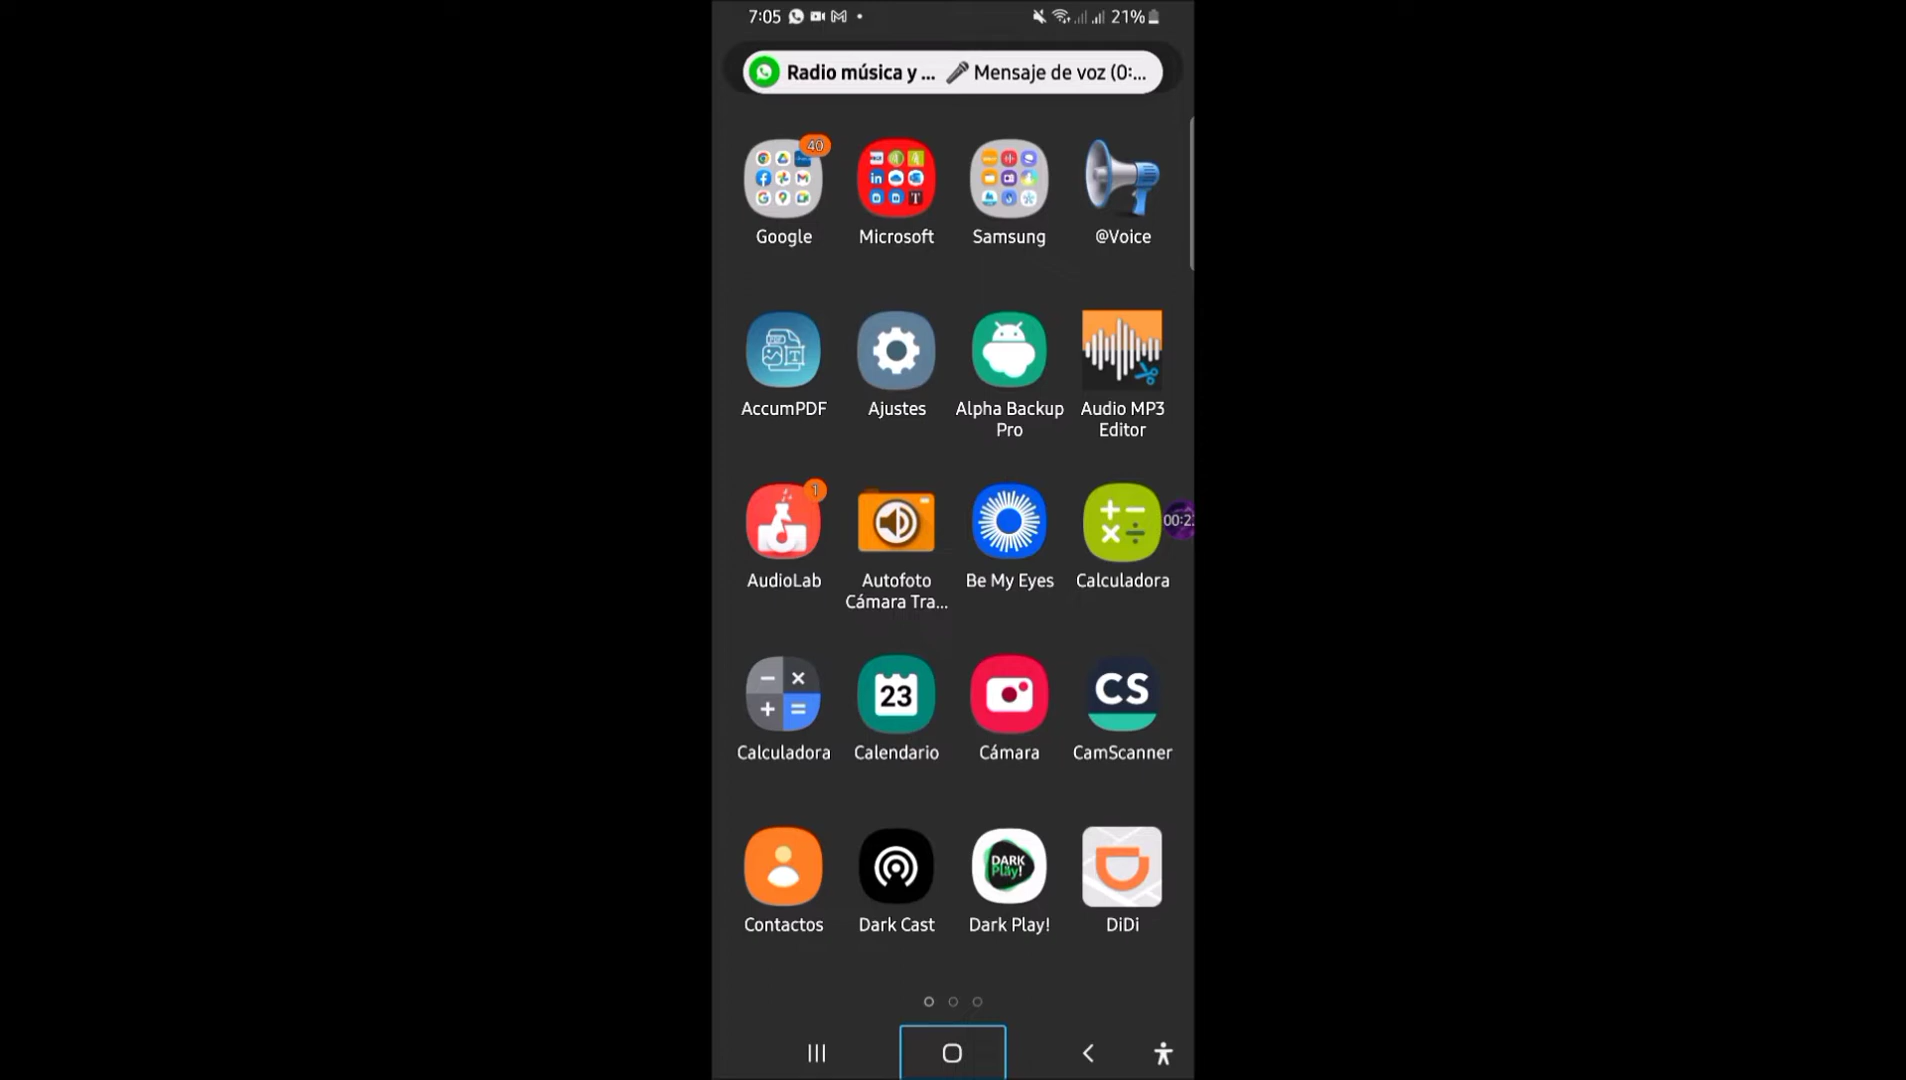 7:05
21%
Radio música y ... Mensaje de voz (0:...
40
Google
Microsoft
Samsung
@Voice
AccumPDF
Ajustes
Alpha Backup
Pro
Audio MP3
Editor
1
AudioLab
Autofoto
Cámara Tra...
Be My Eyes
Calculadora
00:2
23
CS
Calculadora
Calendario
Cámara
CamScanner
DARK
Play!
Contactos
Dark Cast
Dark Play!
DiDi